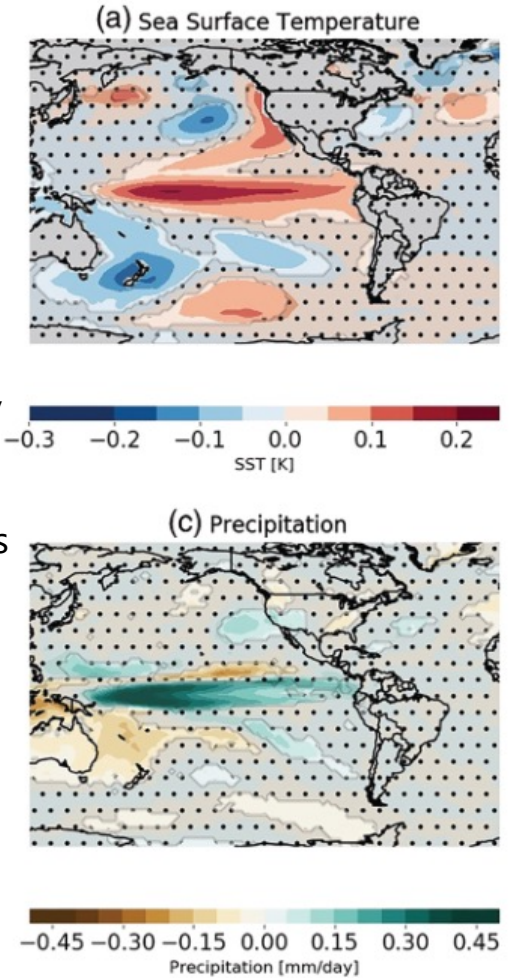 (a) Sea Surface Temperature
−0.3 −0.2 −0.1 0.0 0.1 0.2
SST [K]
s
(c) Precipitation
−0.45 −0.30 −0.15 0.00 0.15 0.30 0.45
Precipitation [mm/day]